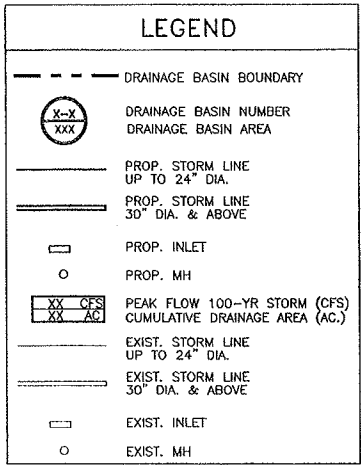 LEGEND
DRAINAGE BASIN BOUNDARY
X-X
XXX
DRAINAGE BASIN NUMBER
DRAINAGE BASIN AREA
PROP. STORM LINE
UP TO 24" DIA.
PROP. STORM LINE
30" DIA. & ABOVE
PROP. INLET
PROP. MH
XX CFS
XX AC
PEAK FLOW 100-YR STORM (CFS)
CUMULATIVE DRAINAGE AREA (AC.)
EXIST. STORM LINE
UP TO 24" DIA.
EXIST. STORM LINE
30" DIA. & ABOVE
EXIST. INLET
EXIST. MH